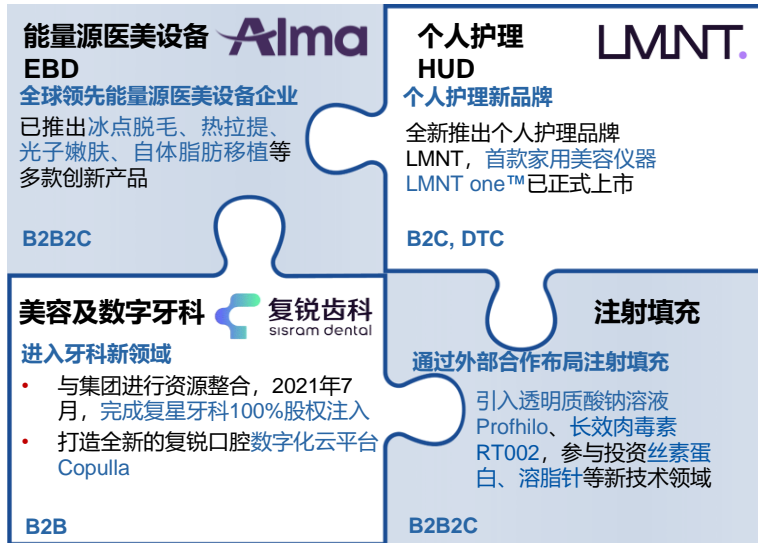 能量源医美设备
EBD
Alma
全球领先能量源医美设备企业
已推出冰点脱毛、热拉提、
光子嫩肤、自体脂肪移植等
多款创新产品
B2B2C
个人护理
HUD
LMNT.
个人护理新品牌
全新推出个人护理品牌
LMNT，首款家用美容仪器
LMNT one™已正式上市
B2C, DTC
美容及数字牙科
复锐齿科
sisram dental
进入牙科新领域
• 与集团进行资源整合，2021年7
月，完成复星牙科100%股权注入
• 打造全新的复锐口腔数字化云平台
Copulla
B2B
注射填充
通过外部合作布局注射填充
引入透明质酸钠溶液
Profhilo、长效肉毒素
RT002，参与投资丝素蛋
白、溶脂针等新技术领域
B2B2C